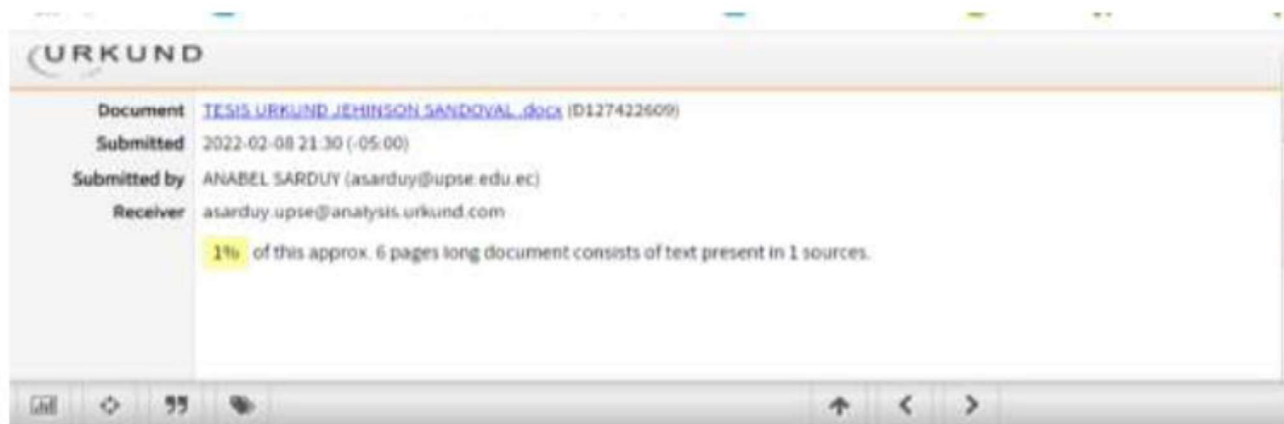 URKUND
Document TESIS URKUND JEHINSON SANDOVAL .docx (D127422609)
Submitted 2022-02-08 21:30 (-05:00)
Submitted by ANABEL SARDUY (asarduy@upse.edu.ec)
Receiver asarduy.upse@analysis.urkund.com
1% of this approx. 6 pages long document consists of text present in 1 sources.